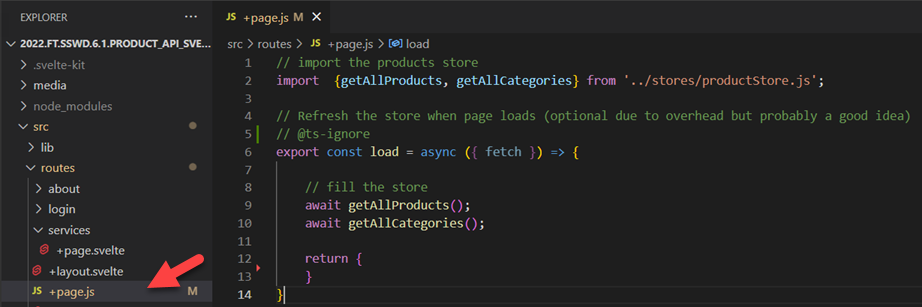 EXPLORER ...
JS +page.js M ×
2022.FT.SSWD.6.1.PRODUCT_API_SVE...
src > routes > JS +page.js > load
.svelte-kit
media
node_modules
src
lib
routes
about
login
services
+page.svelte
+layout.svelte
JS +page.js M
1 // import the products store
2 import {getAllProducts, getAllCategories} from '../stores/productStore.js';
3
4 // Refresh the store when page loads (optional due to overhead but probably a good idea)
5 // @ts-ignore
6 export const load = async ({ fetch }) => {
7
8 // fill the store
9 await getAllProducts();
10 await getAllCategories();
11
12 return {
13 }
14 }